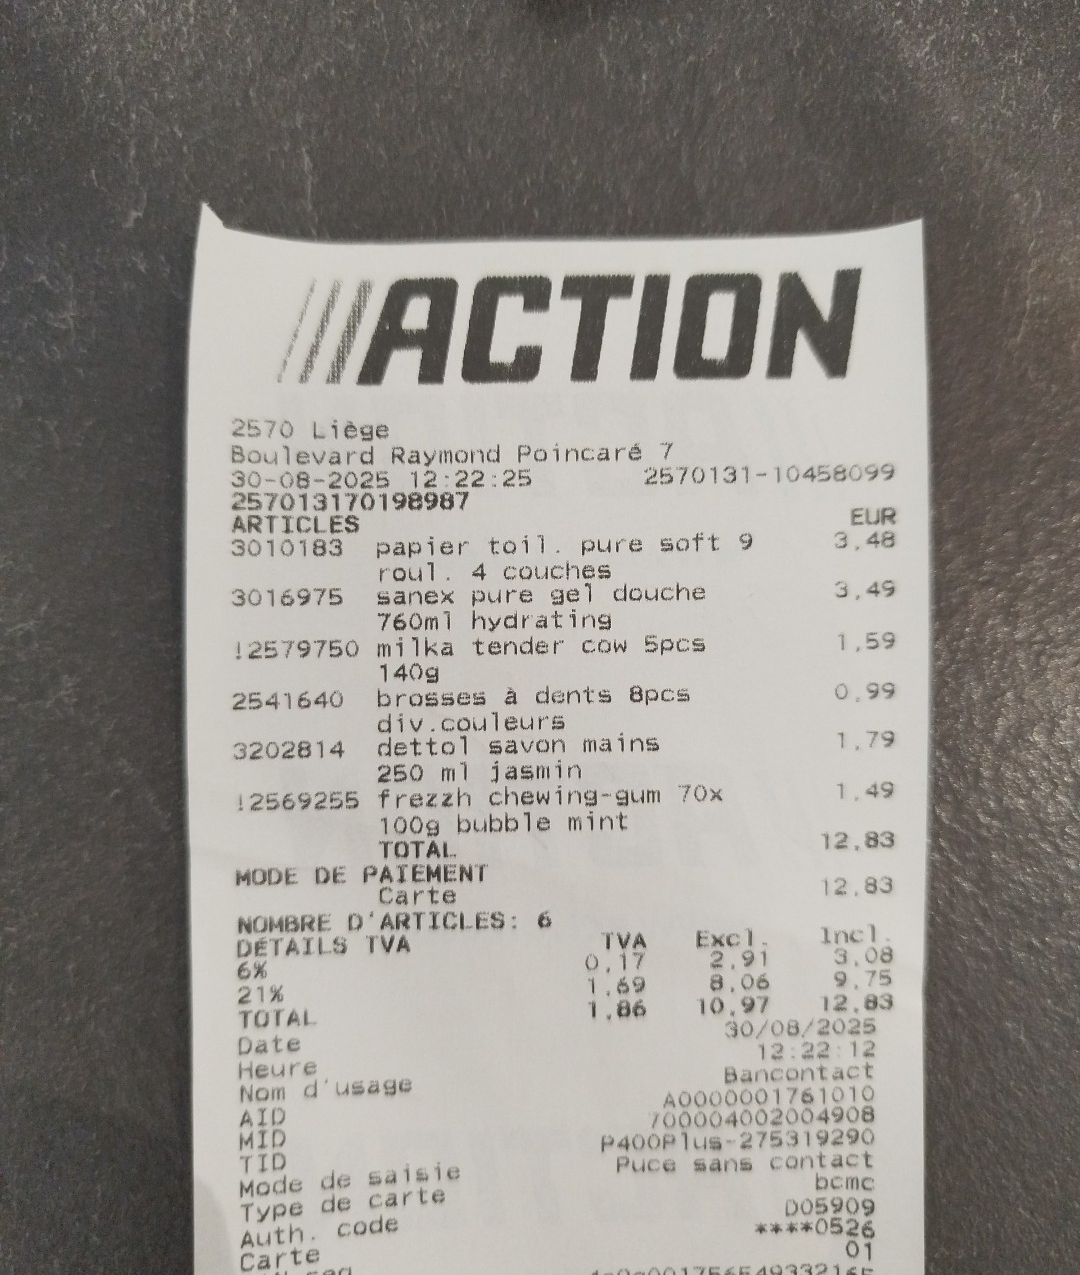 ACTION
2570 Liège
Boulevard Raymond Poincaré 7
30-08-2025 12:22:25 2570131-10458099
257013170198987
ARTICLES EUR
3010183 papier toil. pure soft 9 3,48
roul. 4 couches
3016975 sanex pure gel douche 3,49
760ml hydrating
!2579750 milka tender cow 5pcs 1,59
140g
2541640 brosses à dents 8pcs 0,99
div.couleurs
3202814 dettol savon mains 1,79
250 ml jasmin
!2569255 frezzh chewing-gum 70x 1,49
100g bubble mint
TOTAL 12,83
MODE DE PAIEMENT
Carte 12,83
NOMBRE D'ARTICLES: 6
DÉTAILS TVA TVA Excl. Incl.
6% 0,17 2,91 3,08
21% 1,69 8,06 9,75
TOTAL 1,86 10,97 12,83
Date 30/08/2025
Heure 12:22:12
Nom d'usage Bancontact
AID A0000001761010
MID 700004002004908
TID P400Plus-275319290
Mode de saisie Puce sans contact
Type de carte bcmc
Auth. code D05909
Carte ****0526
01